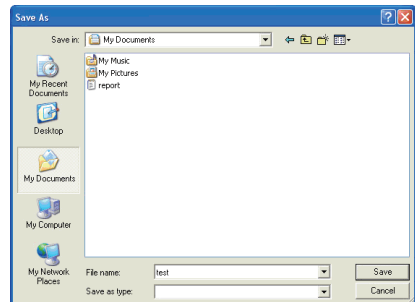 Save As
Save in: My Documents
My Recent
Documents
Desktop
My Documents
My Computer
My Network
Places
My Music
My Pictures
report
File name: test Save
Save as type: Cancel